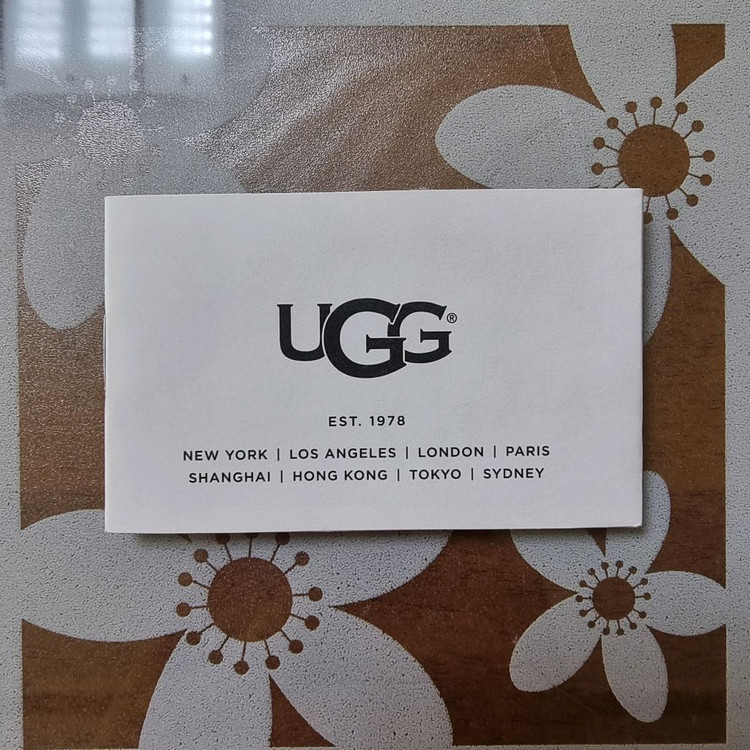 UGG®
EST. 1978
NEW YORK | LOS ANGELES | LONDON | PARIS
SHANGHAI | HONG KONG | TOKYO | SYDNEY